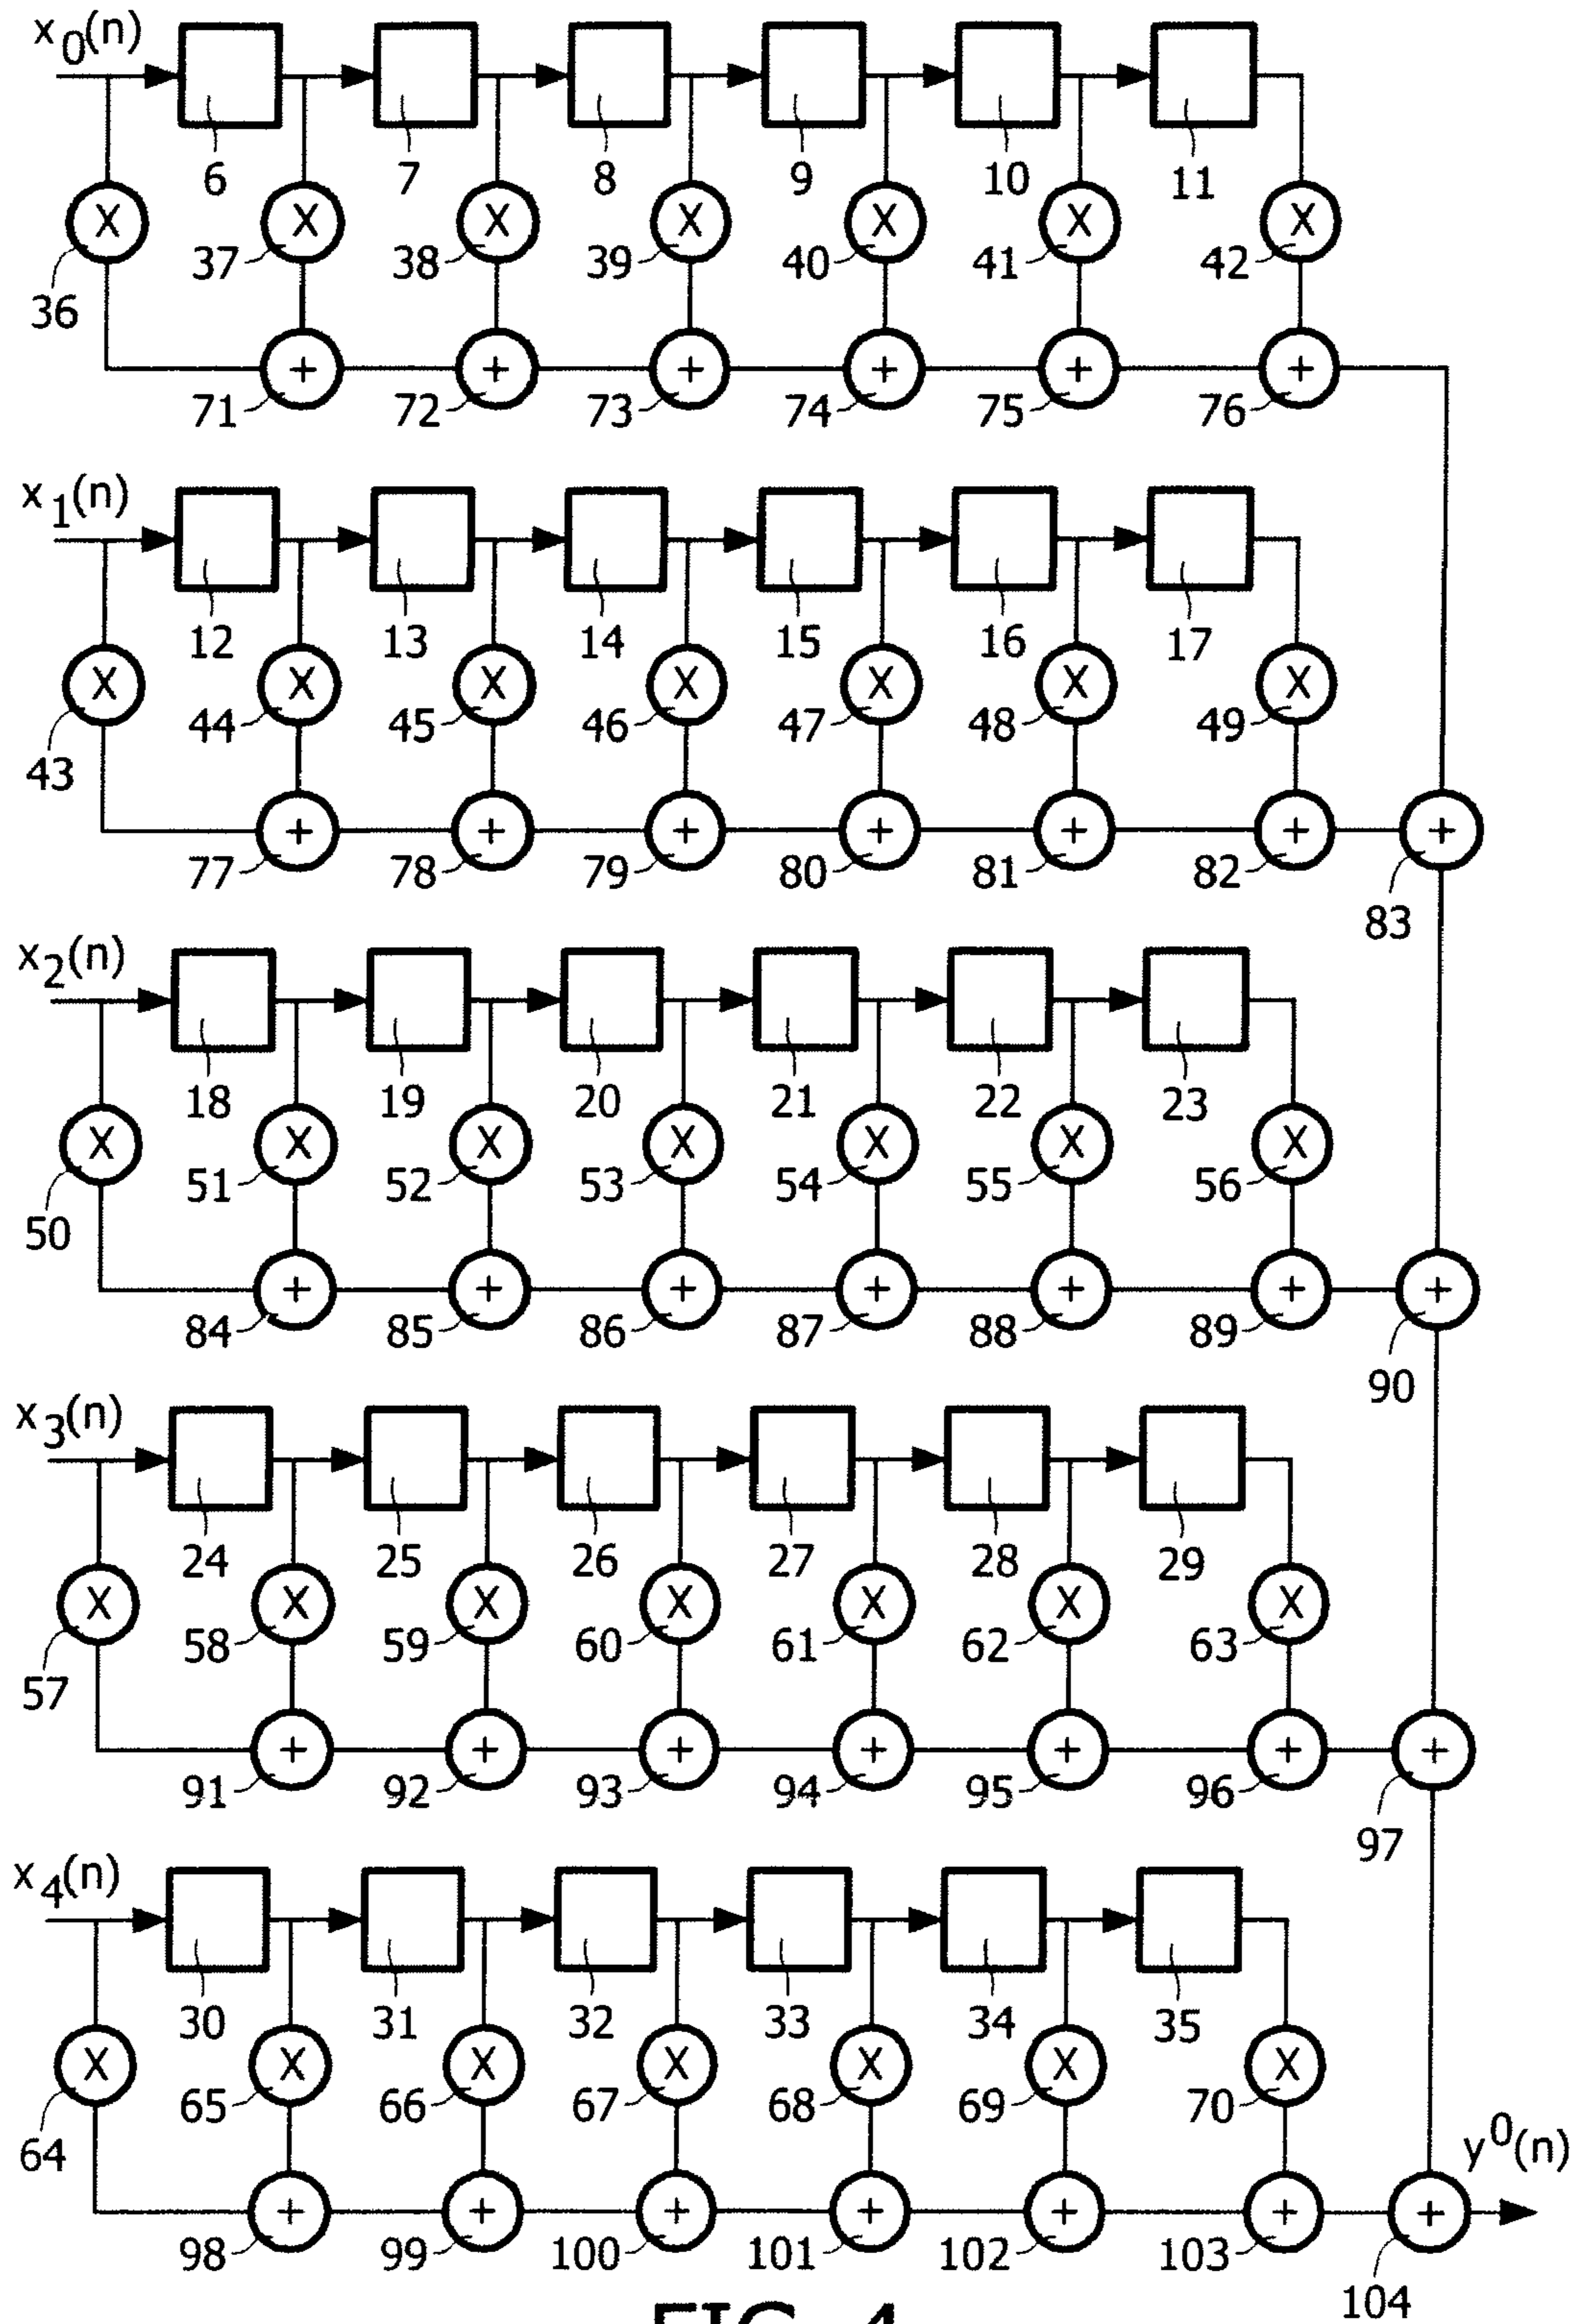 x0(n)
6 7 8 9 10 11
X X X X X X X
36 37 38 39 40 41 42
+ + + + + +
71 72 73 74 75 76
x1(n)
12 13 14 15 16 17
X X X X X X X
43 44 45 46 47 48 49
+ + + + + + +
77 78 79 80 81 82 83
x2(n)
18 19 20 21 22 23
X X X X X X X
50 51 52 53 54 55 56
+ + + + + + +
84 85 86 87 88 89 90
x3(n)
24 25 26 27 28 29
X X X X X X X
57 58 59 60 61 62 63
+ + + + + + +
91 92 93 94 95 96 97
x4(n)
30 31 32 33 34 35
X X X X X X X
64 65 66 67 68 69 70
y0(n)
+ + + + + + +
98 99 100 101 102 103 104
FIG. 4